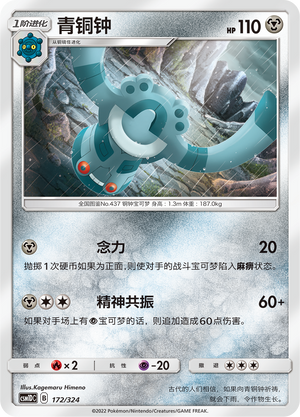 1阶进化 青铜钟 HP 110
从铜镜怪进化
全国图鉴No.437 铜钟宝可梦 身高：1.3m 体重：187.0kg
念力 20
抛掷1次硬币如果为正面，则使对手的战斗宝可梦陷入麻痹状态。
精神共振 60+
如果对手场上有宝可梦的话，则追加造成60点伤害。
弱点 ×2 抗性 -20 撤退
Illus.Kagemaru Himeno
古代的人们相信，如果向青铜钟祈祷，
就会下雨，令作物生长。
CSM1DC B 172/324
©2022 Pokémon/Nintendo/Creatures/GAME FREAK.